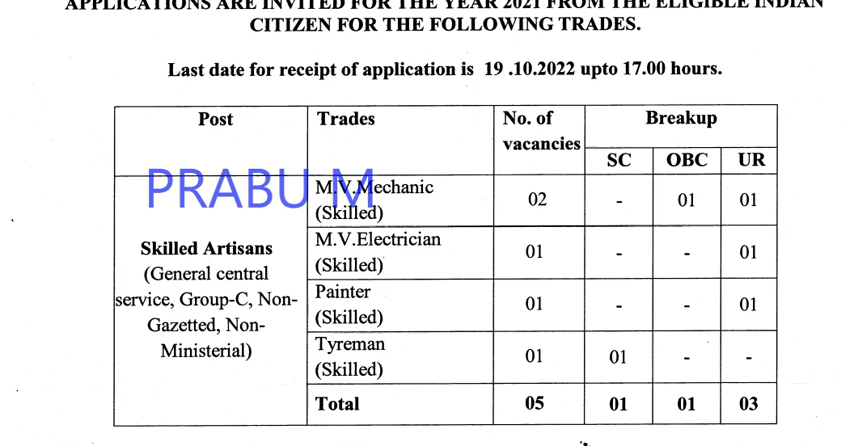 APPLICATIONS ARE INVITED FOR THE YEAR 2021 FROM THE ELIGIBLE INDIAN
CITIZEN FOR THE FOLLOWING TRADES.
Last date for receipt of application is 19 .10.2022 upto 17.00 hours.
Post Trades No. of vacancies Breakup
SC OBC UR
PRABU M
Skilled Artisans
(General central
service, Group-C, Non-
Gazetted, Non-
Ministerial)
M.V.Mechanic
(Skilled) 02 - 01 01
M.V.Electrician
(Skilled) 01 - - 01
Painter
(Skilled) 01 - - 01
Tyreman
(Skilled) 01 01 - -
Total 05 01 01 03